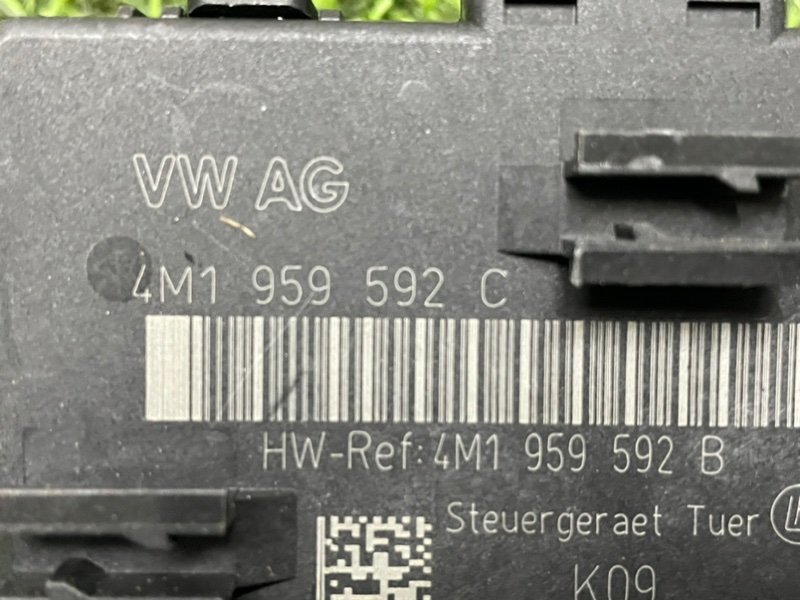 VW AG
4M1 959 592 C
HW-Ref: 4M1 959 592 B
Steuergeraet Tuer
K09